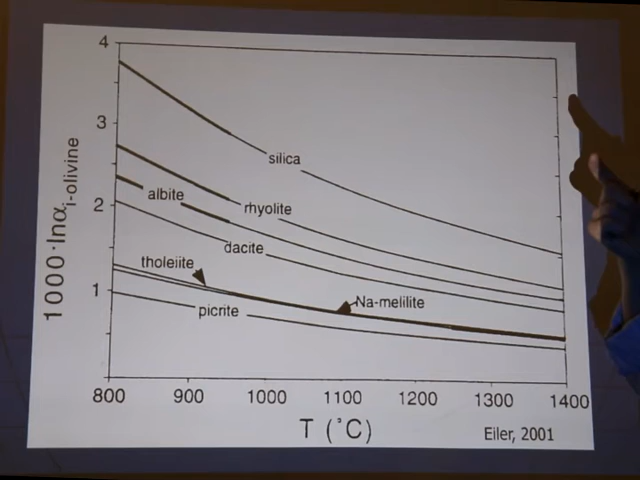 4
3
2
1
1000·lnαi-olivine
silica
rhyolite
albite
dacite
tholeiite
Na-melilite
picrite
800 900 1000 1100 1200 1300 1400
T (°C)
Eiler, 2001